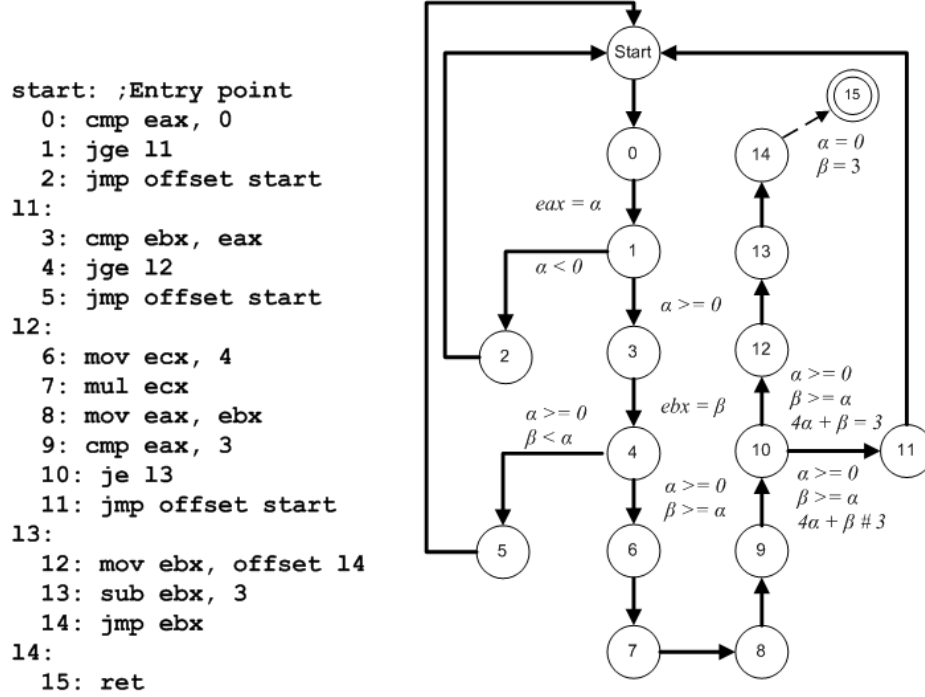 start: ;Entry point
0: cmp eax, 0
1: jge l1
2: jmp offset start
l1:
3: cmp ebx, eax
4: jge l2
5: jmp offset start
l2:
6: mov ecx, 4
7: mul ecx
8: mov eax, ebx
9: cmp eax, 3
10: je l3
11: jmp offset start
l3:
12: mov ebx, offset l4
13: sub ebx, 3
14: jmp ebx
l4:
15: ret
Start
0
eax = α
1
α < 0
α >= 0
2
3
ebx = β
α >= 0
β < α
4
α >= 0
β >= α
5
6
7
8
9
10
α >= 0
β >= α
4α + β = 3
α >= 0
β >= α
4α + β # 3
11
12
13
14
α = 0
β = 3
15